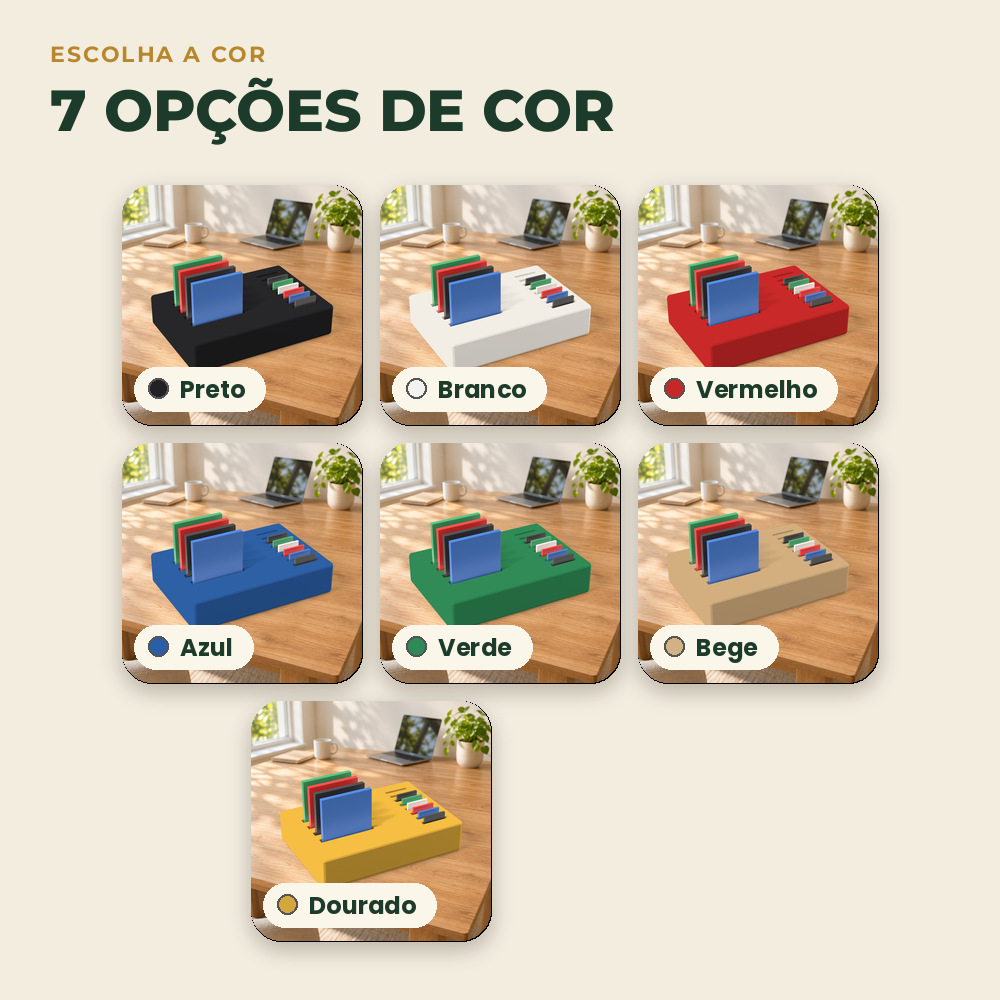 ESCOLHA A COR
7 OPÇÕES DE COR
Preto
Branco
Vermelho
Azul
Verde
Bege
Dourado